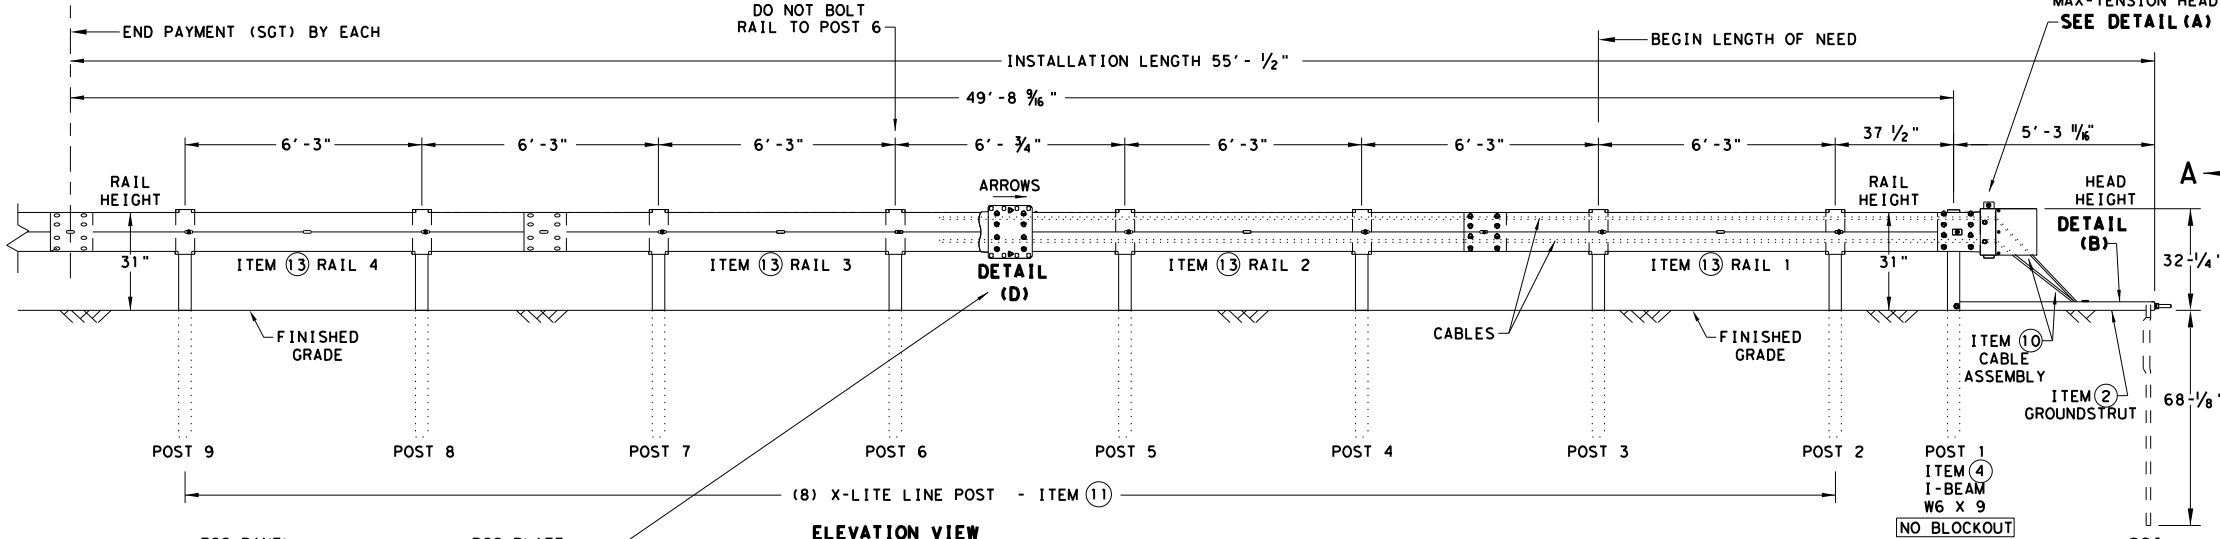 DO NOT BOLT
RAIL TO POST 6
MAX-TENSION HEAD
SEE DETAIL (A)
END PAYMENT (SGT) BY EACH
BEGIN LENGTH OF NEED
INSTALLATION LENGTH 55'- 1/2"
49'-8 9/16"
6'-3"
6'-3"
6'-3"
6'- 3/4"
6'-3"
6'-3"
6'-3"
37 1/2"
5'-3 11/16"
RAIL
HEIGHT
ARROWS
RAIL
HEIGHT
HEAD
HEIGHT
A
DETAIL
(B)
31"
ITEM 13 RAIL 4
ITEM 13 RAIL 3
DETAIL
(D)
ITEM 13 RAIL 2
ITEM 13 RAIL 1
31"
32-1/4"
FINISHED
GRADE
CABLES
FINISHED
GRADE
ITEM 10
CABLE
ASSEMBLY
ITEM 2
GROUNDSTRUT
68-1/8"
POST 9
POST 8
POST 7
POST 6
POST 5
POST 4
POST 3
POST 2
POST 1
ITEM 4
I-BEAM
W6 X 9
NO BLOCKOUT
(8) X-LITE LINE POST - ITEM 11
ELEVATION VIEW